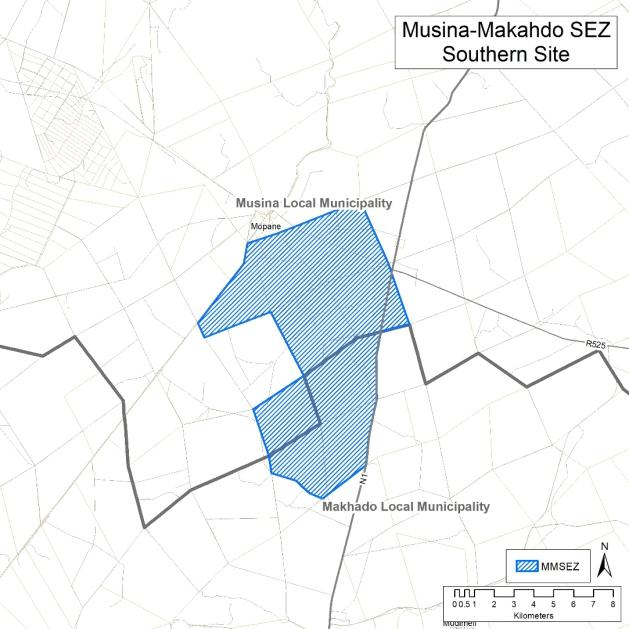 Musina-Makahdo SEZ
Southern Site
Musina Local Municipality
Mopane
R525
N1
Makhado Local Municipality
MMSEZ
N
0 0.5 1 2 3 4 5 6 7 8
Kilometers